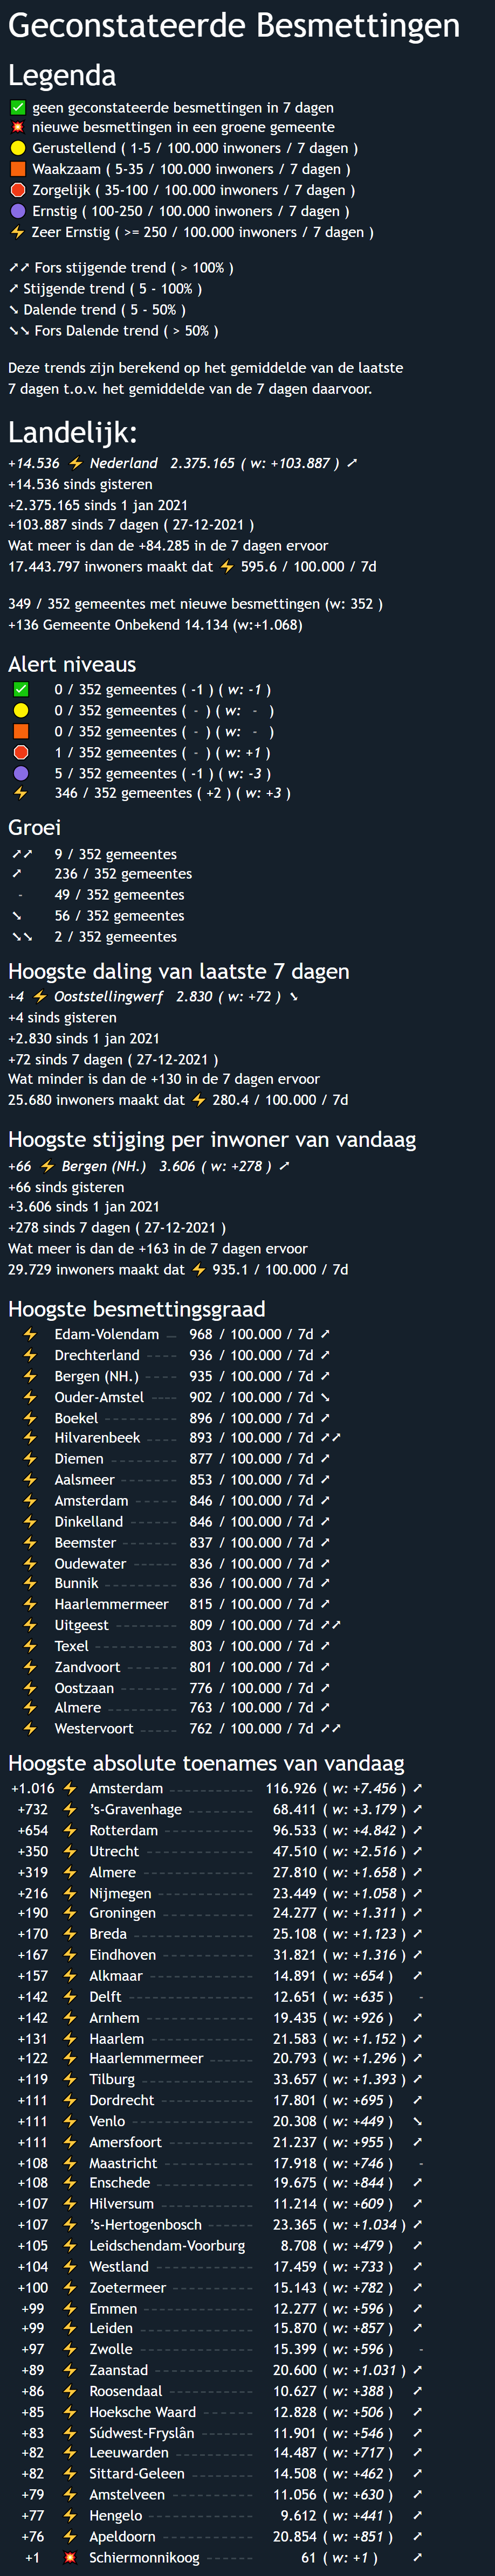 Geconstateerde Besmettingen
Legenda
✅ geen geconstateerde besmettingen in 7 dagen
💥 nieuwe besmettingen in een groene gemeente
🟡 Gerustellend ( 1-5 / 100.000 inwoners / 7 dagen )
🟧 Waakzaam ( 5-35 / 100.000 inwoners / 7 dagen )
🛑 Zorgelijk ( 35-100 / 100.000 inwoners / 7 dagen )
🟣 Ernstig ( 100-250 / 100.000 inwoners / 7 dagen )
⚡ Zeer Ernstig ( >= 250 / 100.000 inwoners / 7 dagen )
➚➚ Fors stijgende trend ( > 100% )
➚ Stijgende trend ( 5 - 100% )
➘ Dalende trend ( 5 - 50% )
➘➘ Fors Dalende trend ( > 50% )
Deze trends zijn berekend op het gemiddelde van de laatste
7 dagen t.o.v. het gemiddelde van de 7 dagen daarvoor.
Landelijk:
+14.536 ⚡ Nederland 2.375.165 ( w: +103.887 ) ➚
+14.536 sinds gisteren
+2.375.165 sinds 1 jan 2021
+103.887 sinds 7 dagen ( 27-12-2021 )
Wat meer is dan de +84.285 in de 7 dagen ervoor
17.443.797 inwoners maakt dat ⚡ 595.6 / 100.000 / 7d
349 / 352 gemeentes met nieuwe besmettingen (w: 352 )
+136 Gemeente Onbekend 14.134 (w:+1.068)
Alert niveaus
✅ 0 / 352 gemeentes ( -1 ) ( w: -1 )
🟡 0 / 352 gemeentes ( - ) ( w: - )
🟧 0 / 352 gemeentes ( - ) ( w: - )
🛑 1 / 352 gemeentes ( - ) ( w: +1 )
🟣 5 / 352 gemeentes ( -1 ) ( w: -3 )
⚡ 346 / 352 gemeentes ( +2 ) ( w: +3 )
Groei
➚➚ 9 / 352 gemeentes
➚ 236 / 352 gemeentes
- 49 / 352 gemeentes
➘ 56 / 352 gemeentes
➘➘ 2 / 352 gemeentes
Hoogste daling van laatste 7 dagen
+4 ⚡ Ooststellingwerf 2.830 ( w: +72 ) ➘
+4 sinds gisteren
+2.830 sinds 1 jan 2021
+72 sinds 7 dagen ( 27-12-2021 )
Wat minder is dan de +130 in de 7 dagen ervoor
25.680 inwoners maakt dat ⚡ 280.4 / 100.000 / 7d
Hoogste stijging per inwoner van vandaag
+66 ⚡ Bergen (NH.) 3.606 ( w: +278 ) ➚
+66 sinds gisteren
+3.606 sinds 1 jan 2021
+278 sinds 7 dagen ( 27-12-2021 )
Wat meer is dan de +163 in de 7 dagen ervoor
29.729 inwoners maakt dat ⚡ 935.1 / 100.000 / 7d
Hoogste besmettingsgraad
⚡ Edam-Volendam 968 / 100.000 / 7d ➚
⚡ Drechterland 936 / 100.000 / 7d ➚
⚡ Bergen (NH.) 935 / 100.000 / 7d ➚
⚡ Ouder-Amstel 902 / 100.000 / 7d ➘
⚡ Boekel 896 / 100.000 / 7d ➚
⚡ Hilvarenbeek 893 / 100.000 / 7d ➚➚
⚡ Diemen 877 / 100.000 / 7d ➚
⚡ Aalsmeer 853 / 100.000 / 7d ➚
⚡ Amsterdam 846 / 100.000 / 7d ➚
⚡ Dinkelland 846 / 100.000 / 7d ➚
⚡ Beemster 837 / 100.000 / 7d ➚
⚡ Oudewater 836 / 100.000 / 7d ➚
⚡ Bunnik 836 / 100.000 / 7d ➚
⚡ Haarlemmermeer 815 / 100.000 / 7d ➚
⚡ Uitgeest 809 / 100.000 / 7d ➚➚
⚡ Texel 803 / 100.000 / 7d ➚
⚡ Zandvoort 801 / 100.000 / 7d ➚
⚡ Oostzaan 776 / 100.000 / 7d ➚
⚡ Almere 763 / 100.000 / 7d ➚
⚡ Westervoort 762 / 100.000 / 7d ➚➚
Hoogste absolute toenames van vandaag
+1.016 ⚡ Amsterdam 116.926 ( w: +7.456 ) ➚
+732 ⚡ 's-Gravenhage 68.411 ( w: +3.179 ) ➚
+654 ⚡ Rotterdam 96.533 ( w: +4.842 ) ➚
+350 ⚡ Utrecht 47.510 ( w: +2.516 ) ➚
+319 ⚡ Almere 27.810 ( w: +1.658 ) ➚
+216 ⚡ Nijmegen 23.449 ( w: +1.058 ) ➚
+190 ⚡ Groningen 24.277 ( w: +1.311 ) ➚
+170 ⚡ Breda 25.108 ( w: +1.123 ) ➚
+167 ⚡ Eindhoven 31.821 ( w: +1.316 ) ➚
+157 ⚡ Alkmaar 14.891 ( w: +654 ) ➚
+142 ⚡ Delft 12.651 ( w: +635 ) -
+142 ⚡ Arnhem 19.435 ( w: +926 ) ➚
+131 ⚡ Haarlem 21.583 ( w: +1.152 ) ➚
+122 ⚡ Haarlemmermeer 20.793 ( w: +1.296 ) ➚
+119 ⚡ Tilburg 33.657 ( w: +1.393 ) ➚
+111 ⚡ Dordrecht 17.801 ( w: +695 ) ➚
+111 ⚡ Venlo 20.308 ( w: +449 ) ➘
+111 ⚡ Amersfoort 21.237 ( w: +955 ) ➚
+108 ⚡ Maastricht 17.918 ( w: +746 ) -
+108 ⚡ Enschede 19.675 ( w: +844 ) ➚
+107 ⚡ Hilversum 11.214 ( w: +609 ) ➚
+107 ⚡ 's-Hertogenbosch 23.365 ( w: +1.034 ) ➚
+105 ⚡ Leidschendam-Voorburg 8.708 ( w: +479 ) ➚
+104 ⚡ Westland 17.459 ( w: +733 ) ➚
+100 ⚡ Zoetermeer 15.143 ( w: +782 ) ➚
+99 ⚡ Emmen 12.277 ( w: +596 ) ➚
+99 ⚡ Leiden 15.870 ( w: +857 ) ➚
+97 ⚡ Zwolle 15.399 ( w: +596 ) -
+89 ⚡ Zaanstad 20.600 ( w: +1.031 ) ➚
+86 ⚡ Roosendaal 10.627 ( w: +388 ) ➚
+85 ⚡ Hoeksche Waard 12.828 ( w: +506 ) ➚
+83 ⚡ Súdwest-Fryslân 11.901 ( w: +546 ) ➚
+82 ⚡ Leeuwarden 14.487 ( w: +717 ) ➚
+82 ⚡ Sittard-Geleen 14.508 ( w: +462 ) ➚
+79 ⚡ Amstelveen 11.056 ( w: +630 ) ➚
+77 ⚡ Hengelo 9.612 ( w: +441 ) ➚
+76 ⚡ Apeldoorn 20.854 ( w: +851 ) ➚
+1 💥 Schiermonnikoog 61 ( w: +1 ) ➚